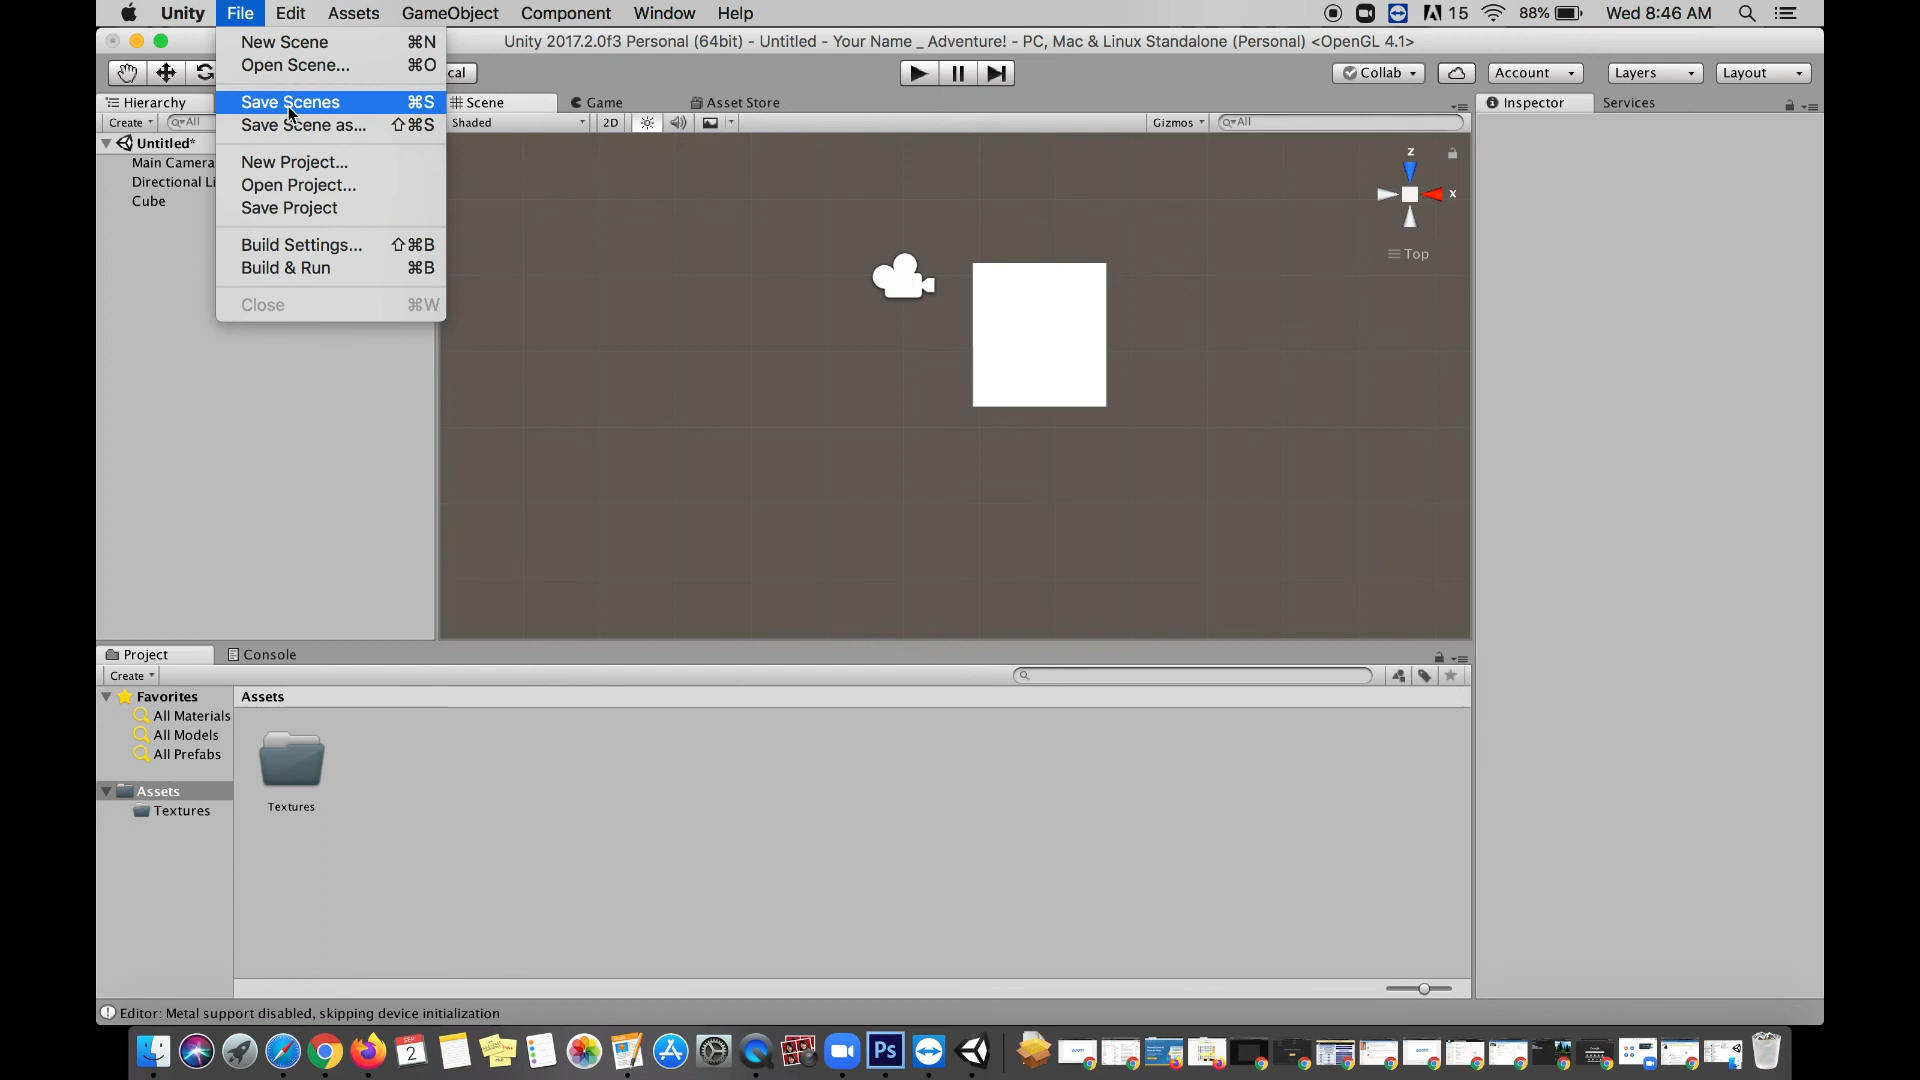 Unity File Edit Assets GameObject Component Window Help 15 88% Wed 8:46 AM
Unity 2017.2.0f3 Personal (64bit) - Untitled - Your Name _ Adventure! - PC, Mac & Linux Standalone (Personal) <OpenGL 4.1>
New Scene ⌘N
Open Scene... ⌘O
Save Scenes ⌘S
Save Scene as... ⇧⌘S
New Project...
Open Project...
Save Project
Build Settings... ⇧⌘B
Build & Run ⌘B
Close ⌘W
cal
Collab Account Layers Layout
Hierarchy
Create All
Untitled*
Main Camera
Directional Li
Cube
Scene Game Asset Store
Shaded 2D Gizmos All
z
x
Top
Inspector Services
Project Console
Create
Favorites
All Materials
All Models
All Prefabs
Assets
Textures
Assets
Textures
Editor: Metal support disabled, skipping device initialization
SEP
2
Ps